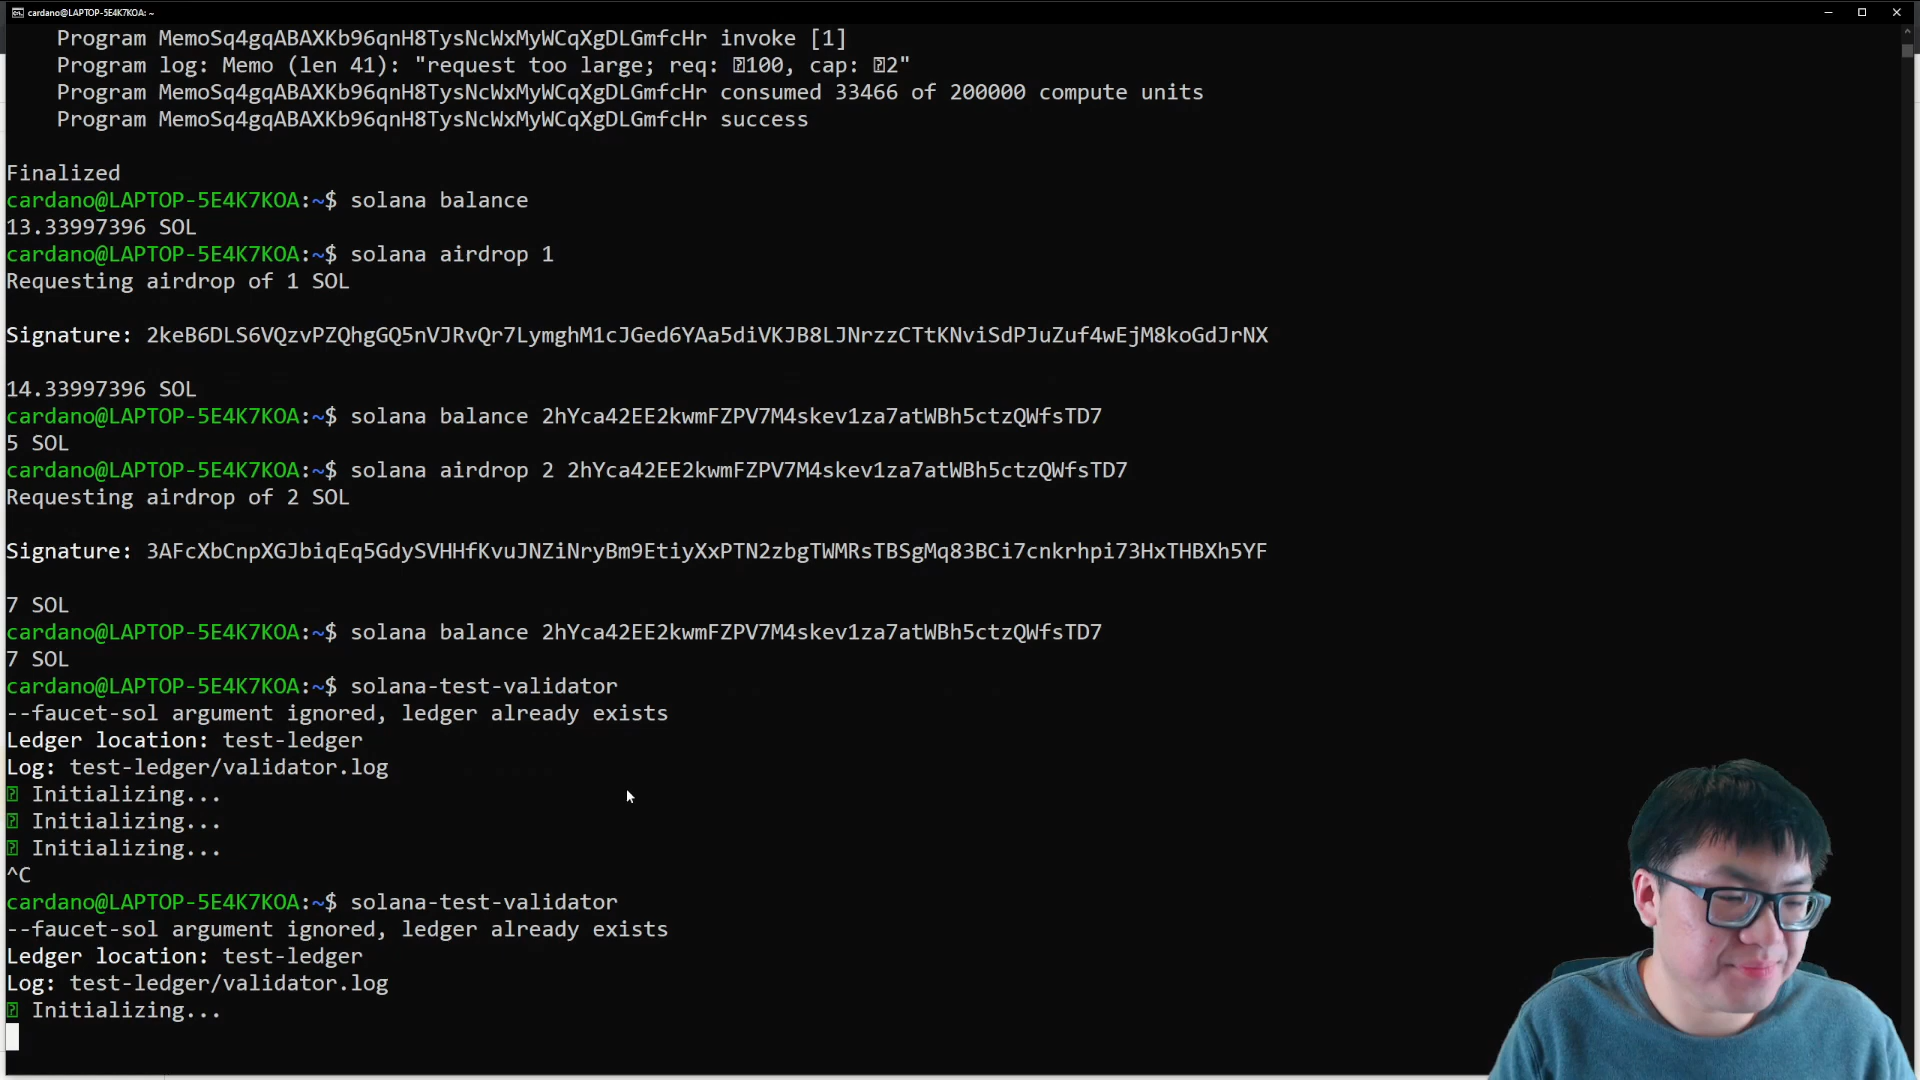 cardano@LAPTOP-5E4K7KOA: ~
Program MemoSq4gqABAXKb96qnH8TysNcWxMyWCqXgDLGmfcHr invoke [1]
Program log: Memo (len 41): "request too large; req: 100, cap: 2"
Program MemoSq4gqABAXKb96qnH8TysNcWxMyWCqXgDLGmfcHr consumed 33466 of 200000 compute units
Program MemoSq4gqABAXKb96qnH8TysNcWxMyWCqXgDLGmfcHr success
Finalized
cardano@LAPTOP-5E4K7KOA:~$ solana balance
13.33997396 SOL
cardano@LAPTOP-5E4K7KOA:~$ solana airdrop 1
Requesting airdrop of 1 SOL
Signature: 2keB6DLS6VQzvPZQhgGQ5nVJRvQr7LymghM1cJGed6YAa5diVKJB8LJNrzzCTtKNviSdPJuZuf4wEjM8koGdJrNX
14.33997396 SOL
cardano@LAPTOP-5E4K7KOA:~$ solana balance 2hYca42EE2kwmFZPV7M4skev1za7atWBh5ctzQWfsTD7
5 SOL
cardano@LAPTOP-5E4K7KOA:~$ solana airdrop 2 2hYca42EE2kwmFZPV7M4skev1za7atWBh5ctzQWfsTD7
Requesting airdrop of 2 SOL
Signature: 3AFcXbCnpXGJbiqEq5GdySVHHfKvuJNZiNryBm9EtiyXxPTN2zbgTWMRsTBSgMq83BCi7cnkrhpi73HxTHBXh5YF
7 SOL
cardano@LAPTOP-5E4K7KOA:~$ solana balance 2hYca42EE2kwmFZPV7M4skev1za7atWBh5ctzQWfsTD7
7 SOL
cardano@LAPTOP-5E4K7KOA:~$ solana-test-validator
--faucet-sol argument ignored, ledger already exists
Ledger location: test-ledger
Log: test-ledger/validator.log
Initializing...
Initializing...
Initializing...
^C
cardano@LAPTOP-5E4K7KOA:~$ solana-test-validator
--faucet-sol argument ignored, ledger already exists
Ledger location: test-ledger
Log: test-ledger/validator.log
Initializing...